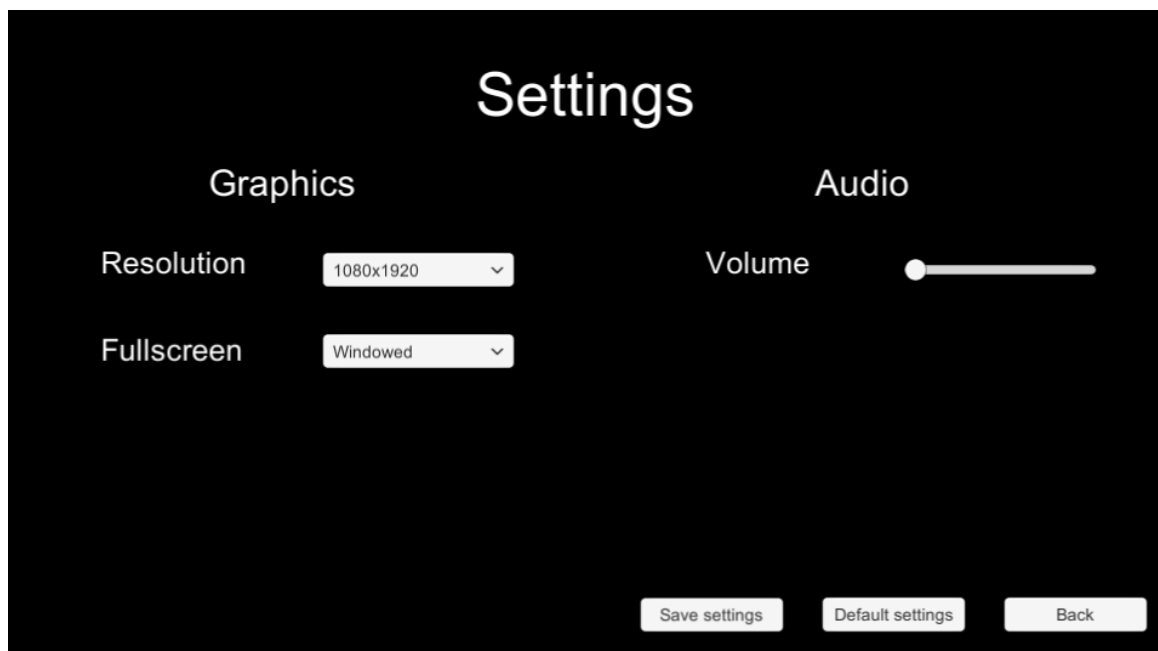 Settings
Graphics
Audio
Resolution
1080x1920
Volume
Fullscreen
Windowed
Save settings
Default settings
Back